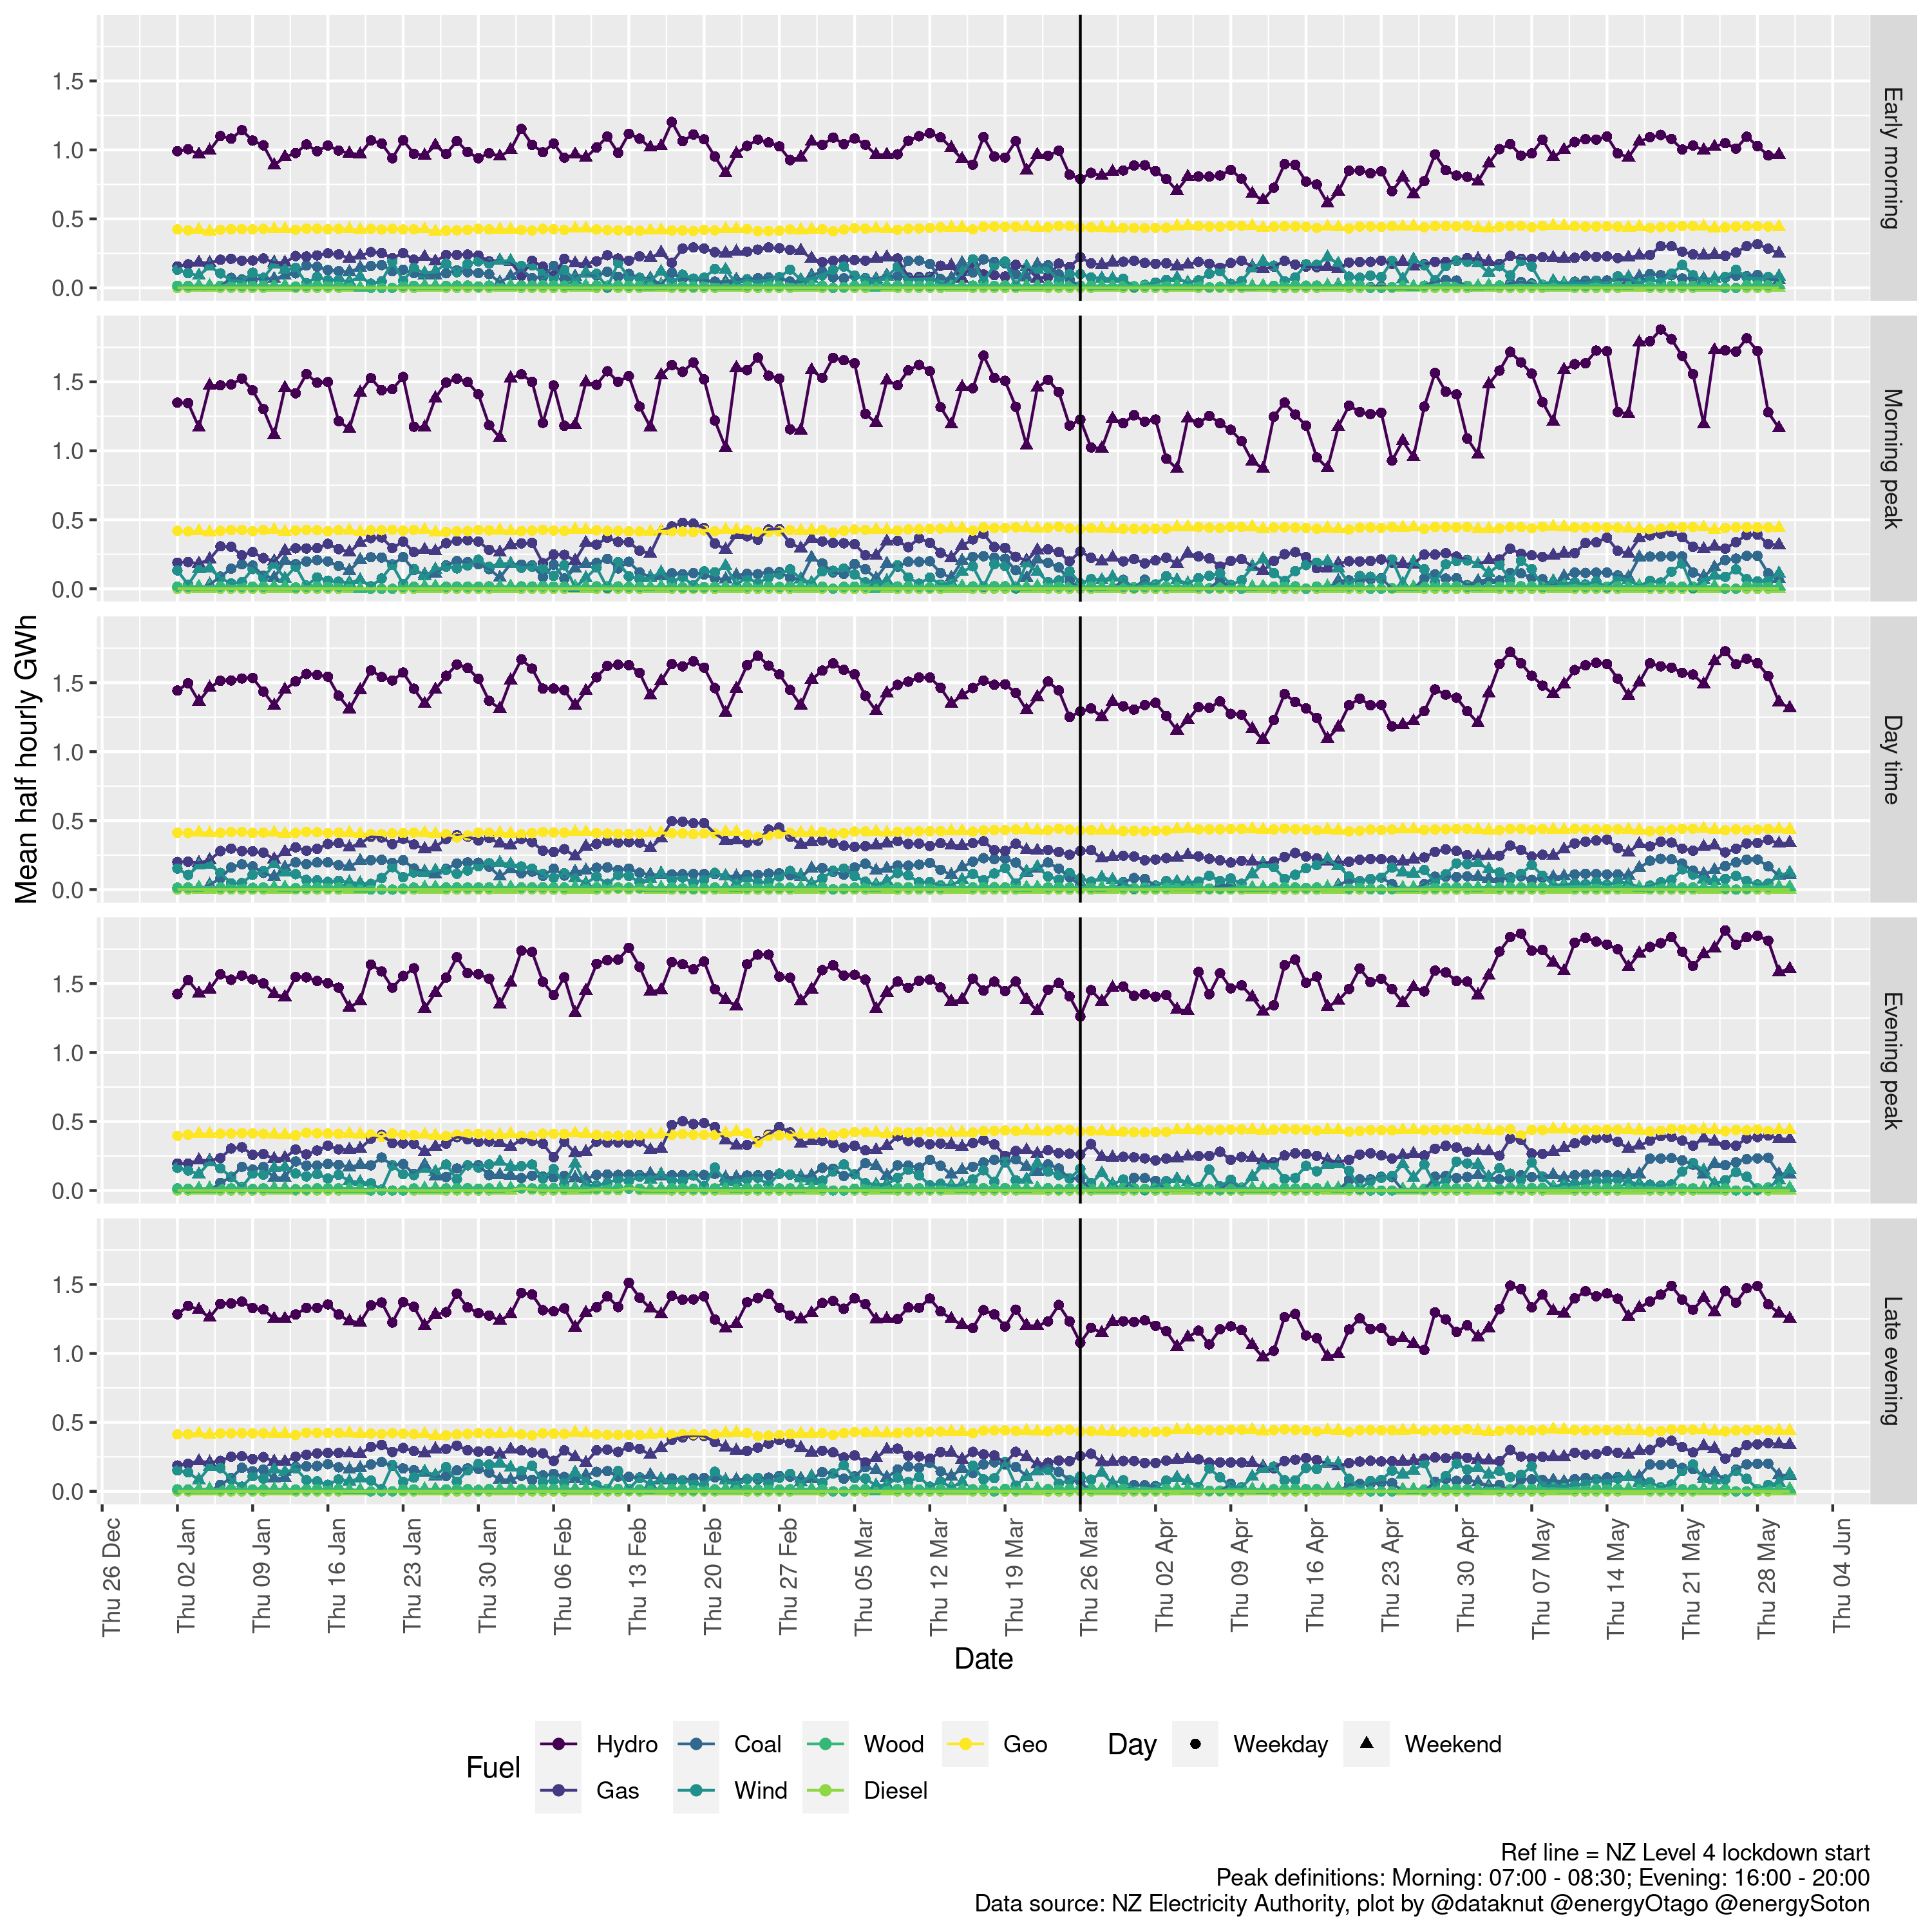 Mean half hourly GWh
1.5
1.0
0.5
0.0
Early morning
1.5
1.0
0.5
0.0
Morning peak
1.5
1.0
0.5
0.0
Day time
1.5
1.0
0.5
0.0
Evening peak
1.5
1.0
0.5
0.0
Late evening
Thu 26 Dec
Thu 02 Jan
Thu 09 Jan
Thu 16 Jan
Thu 23 Jan
Thu 30 Jan
Thu 06 Feb
Thu 13 Feb
Thu 20 Feb
Thu 27 Feb
Thu 05 Mar
Thu 12 Mar
Thu 19 Mar
Thu 26 Mar
Thu 02 Apr
Thu 09 Apr
Thu 16 Apr
Thu 23 Apr
Thu 30 Apr
Thu 07 May
Thu 14 May
Thu 21 May
Thu 28 May
Thu 04 Jun
Date
Fuel
Hydro
Coal
Wood
Geo
Gas
Wind
Diesel
Day
Weekday
Weekend
Ref line = NZ Level 4 lockdown start
Peak definitions: Morning: 07:00 - 08:30; Evening: 16:00 - 20:00
Data source: NZ Electricity Authority, plot by @dataknut @energyOtago @energySoton